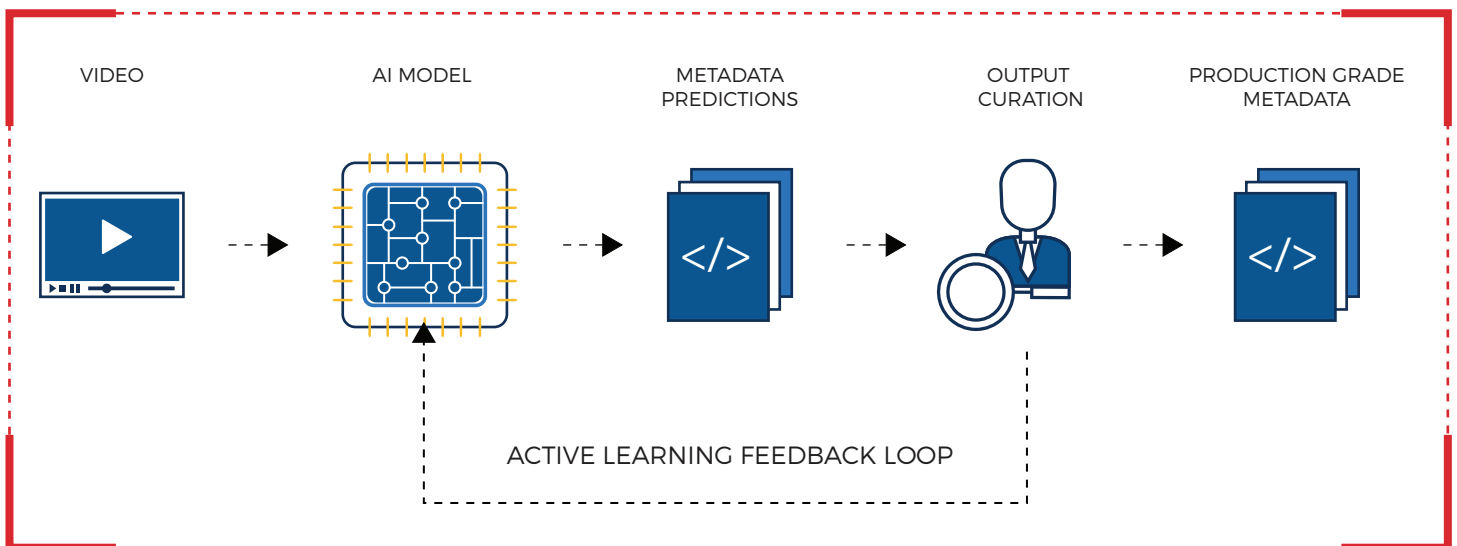 VIDEO
AI MODEL
METADATA
PREDICTIONS
OUTPUT
CURATION
PRODUCTION GRADE
METADATA
</>
</>
ACTIVE LEARNING FEEDBACK LOOP